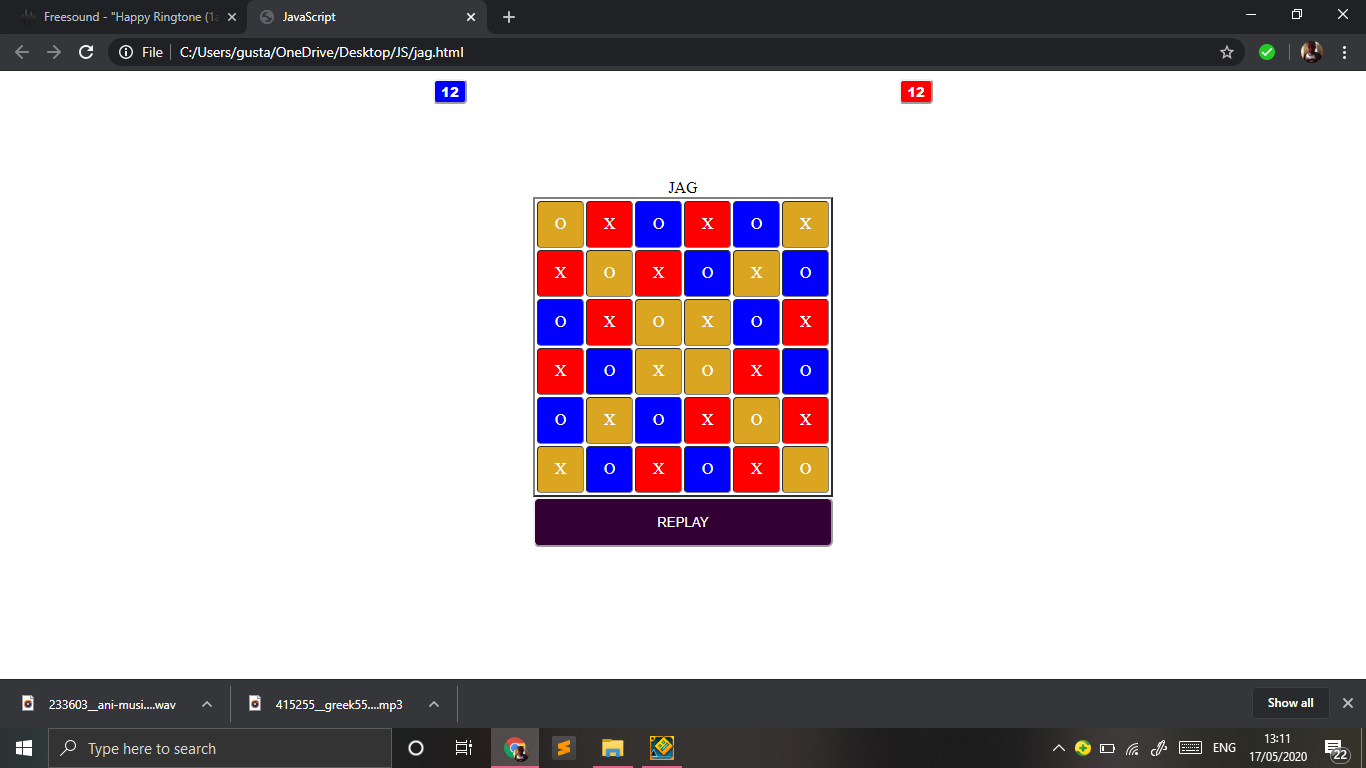 Freesound - "Happy Ringtone (1a
JavaScript
File C:/Users/gusta/OneDrive/Desktop/JS/jag.html
12 12
JAG
O X O X O X
X O X O X O
O X O X O X
X O X O X O
O X O X O X
X O X O X O
REPLAY
233603__ani-musi....wav
415255__greek55....mp3
Show all
Type here to search
ENG
13:11
17/05/2020
22